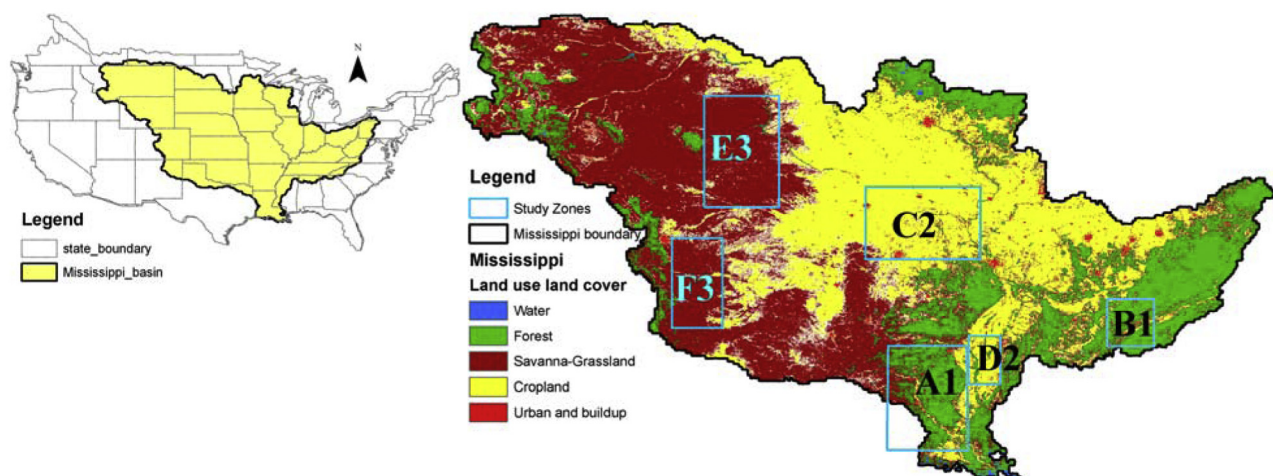 N
Legend
state_boundary
Mississippi_basin
E3
Legend
Study Zones
Mississippi boundary
Mississippi
Land use land cover
Water
Forest
Savanna-Grassland
Cropland
Urban and buildup
C2
F3
B1
D2
A1